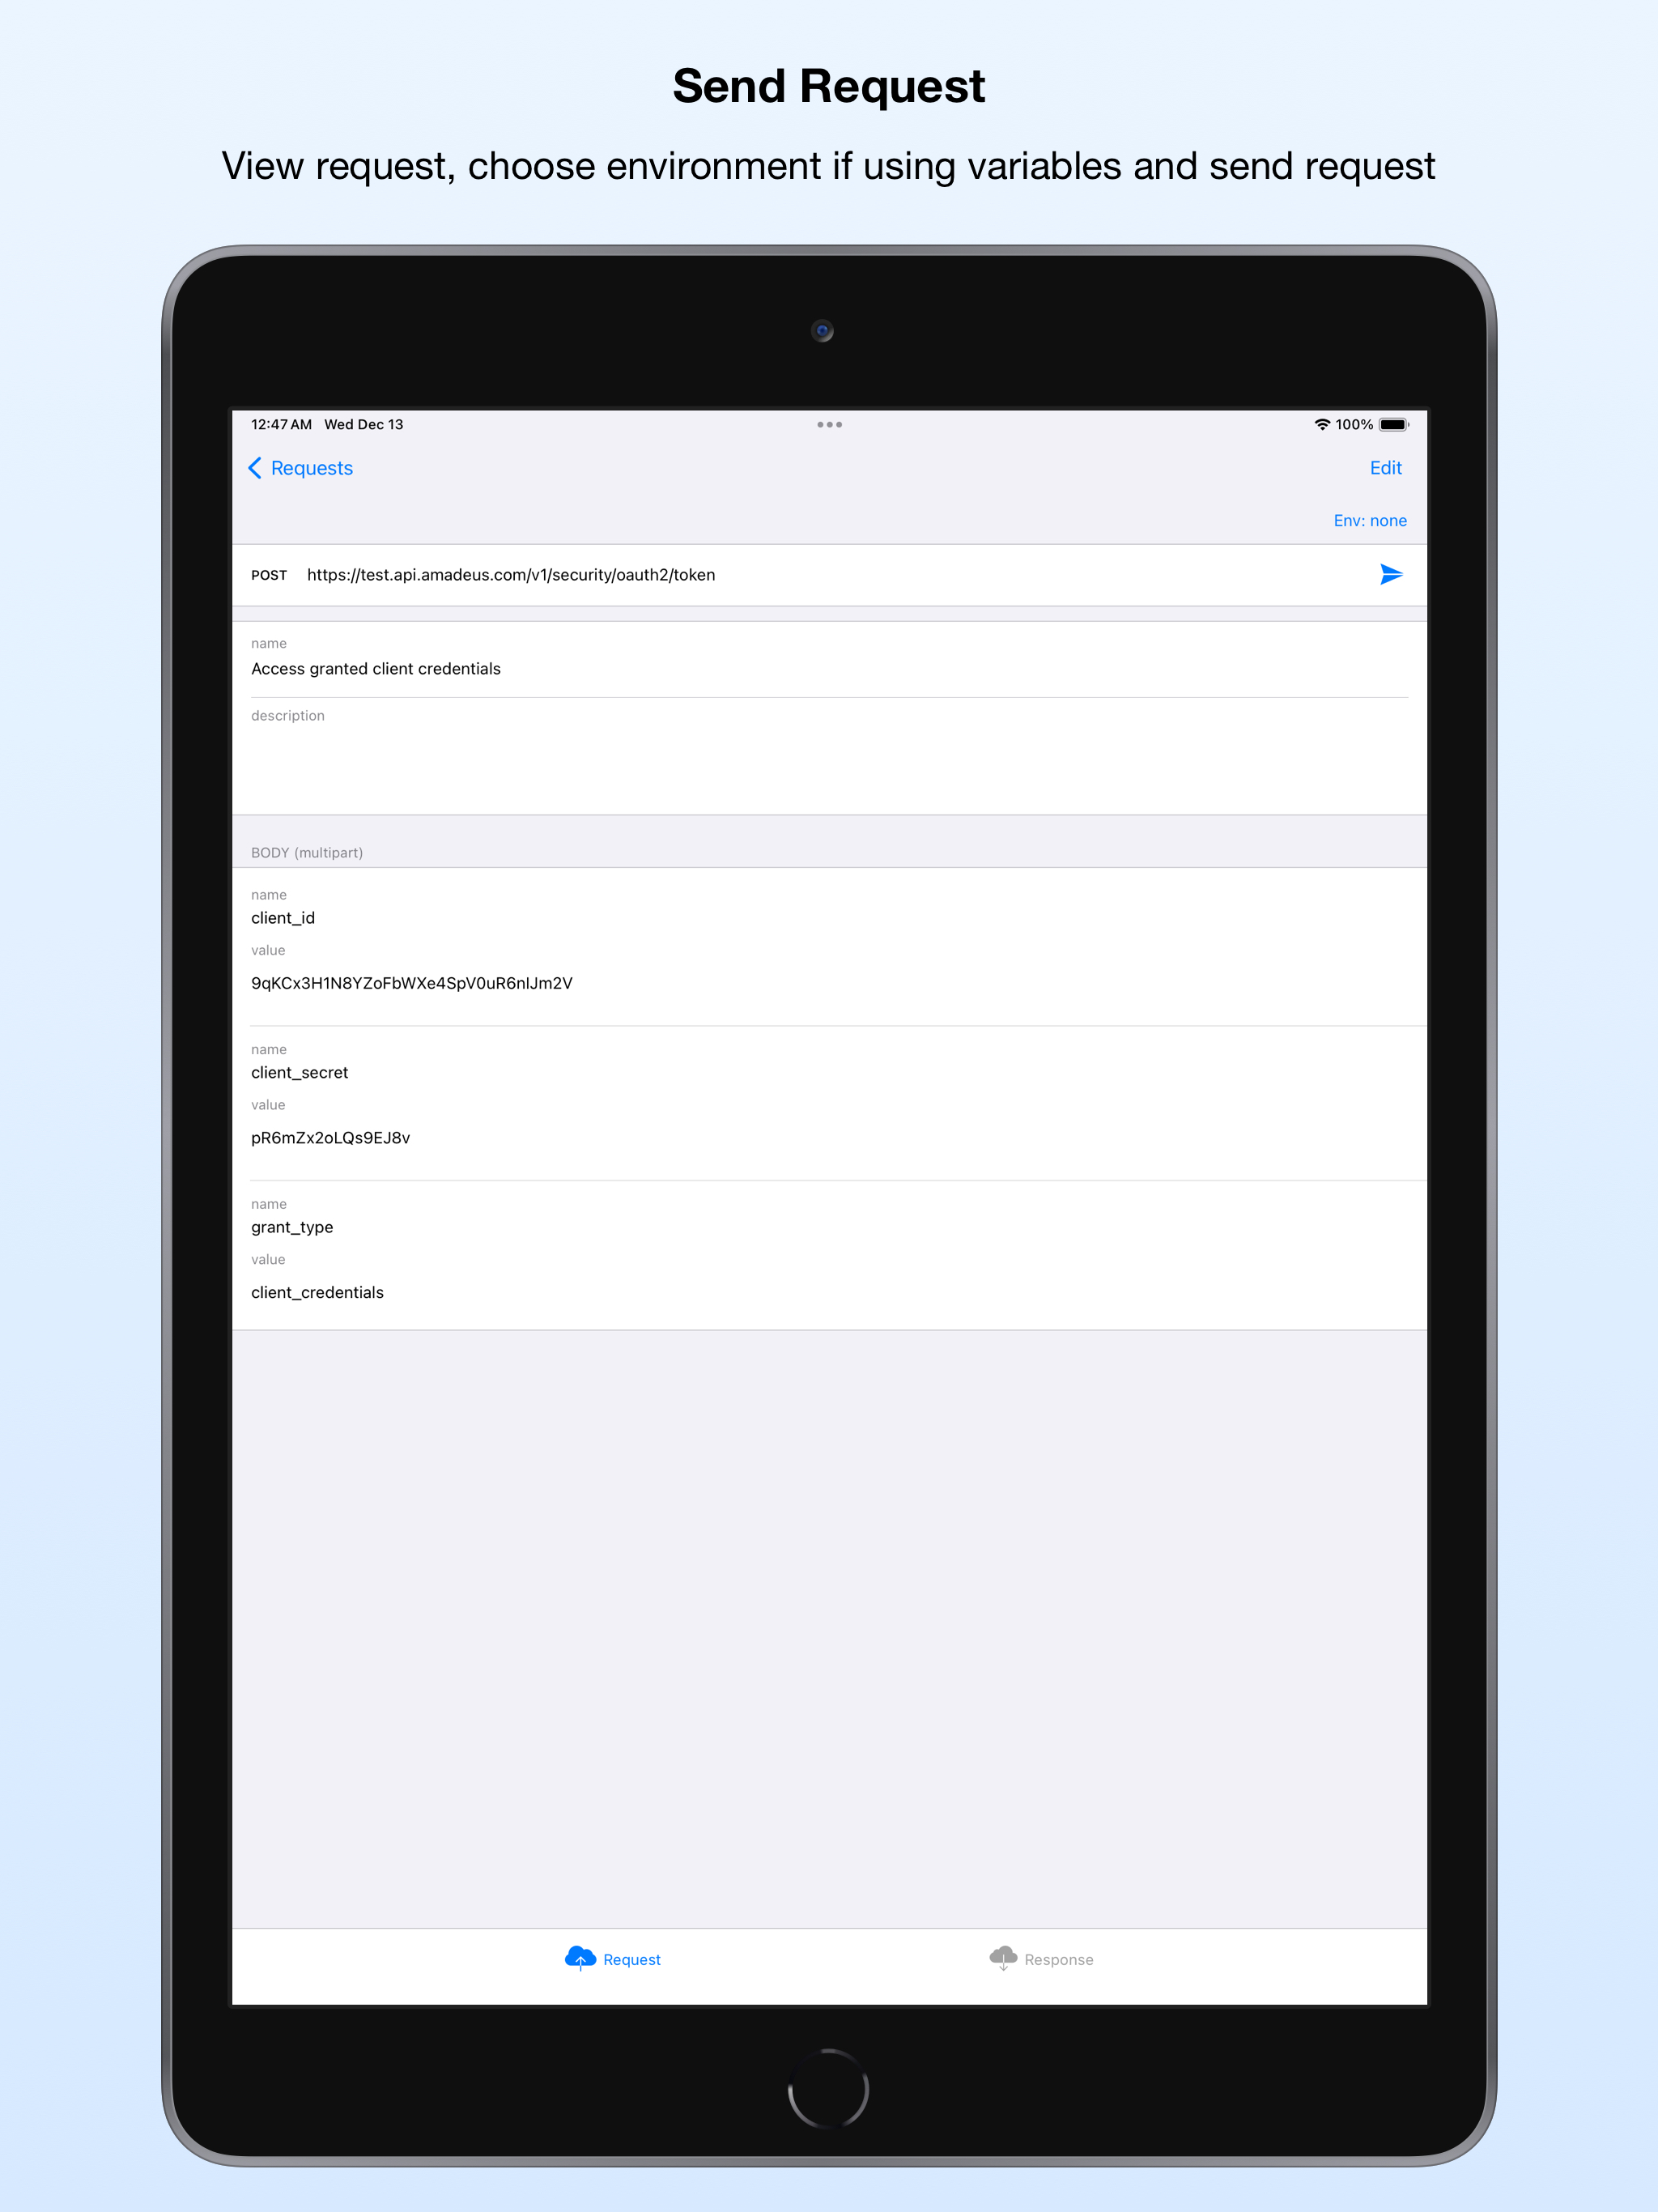 Send Request
View request, choose environment if using variables and send request
12:47 AM Wed Dec 13
100%
Requests
Edit
Env: none
POST https://test.api.amadeus.com/v1/security/oauth2/token
name
Access granted client credentials
description
BODY (multipart)
name
client_id
value
9qKCx3H1N8YZoFbWXe4SpV0uR6nlJm2V
name
client_secret
value
pR6mZx2oLQs9EJ8v
name
grant_type
value
client_credentials
Request
Response